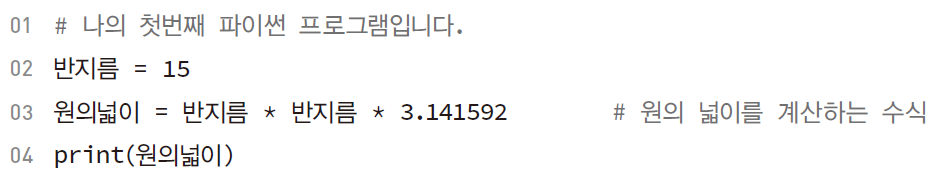 01 # 나의 첫번째 파이썬 프로그램입니다.
02 반지름 = 15
03 원의넓이 = 반지름 * 반지름 * 3.141592 # 원의 넓이를 계산하는 수식
04 print(원의넓이)